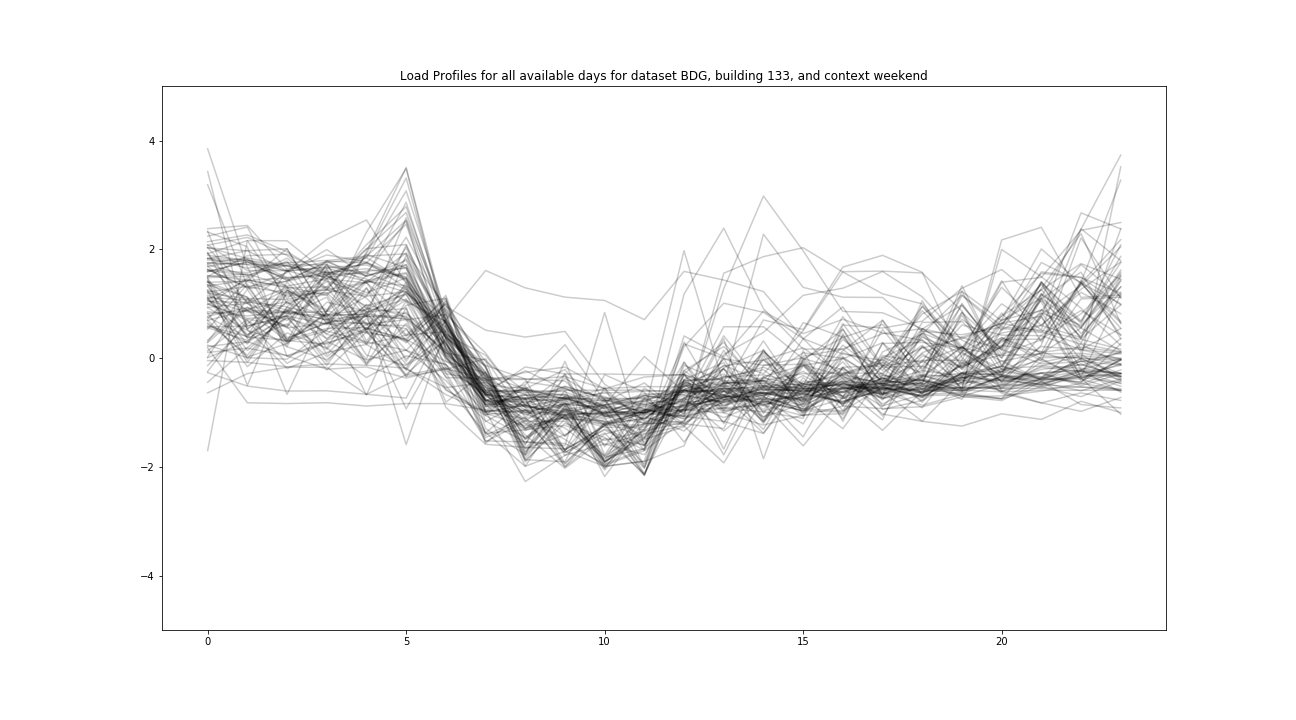 Load Profiles for all available days for dataset BDG, building 133, and context weekend
4
2
0
−2
−4
0 5 10 15 20